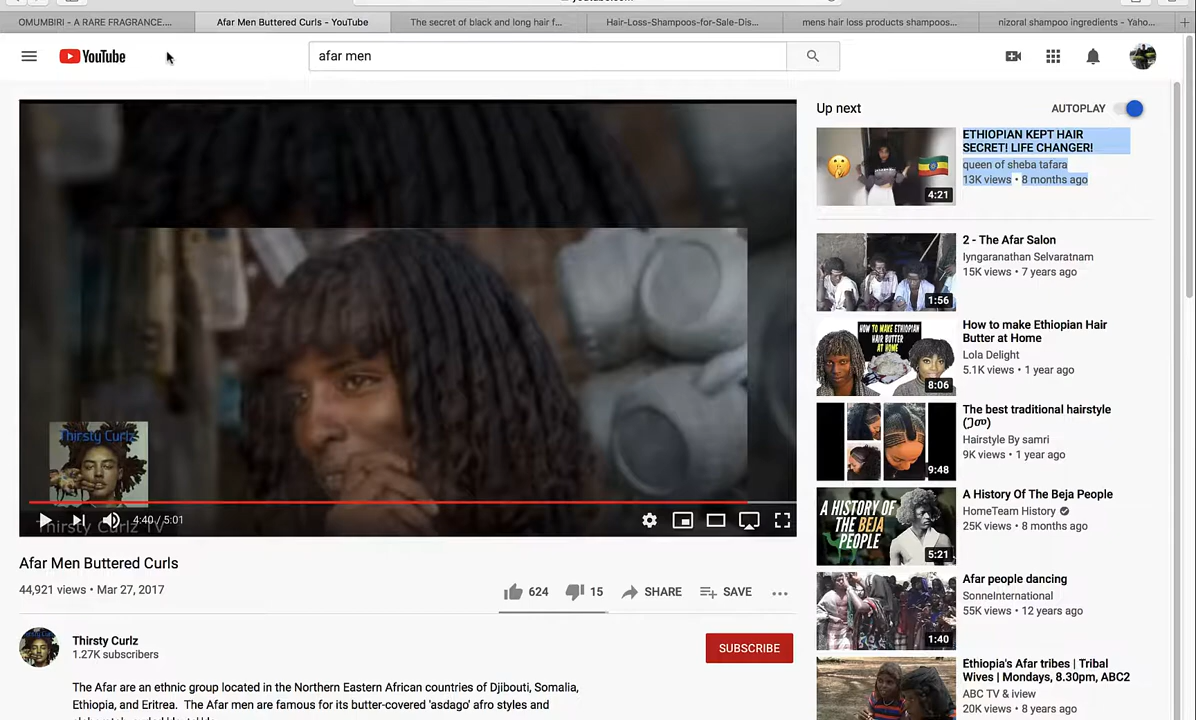 youtube.com
OMUMBIRI - A RARE FRAGRANCE....
Afar Men Buttered Curls - YouTube
The secret of black and long hair f...
Hair-Loss-Shampoos-for-Sale-Dis...
mens hair loss products shampoos...
nizoral shampoo ingredients - Yaho...
YouTube
afar men
Thirsty Curlz
4:40 / 5:01
Thirsty Curlz TV
Afar Men Buttered Curls
44,921 views • Mar 27, 2017
624
15
SHARE
SAVE
Thirsty Curlz
1.27K subscribers
SUBSCRIBE
The Afar are an ethnic group located in the Northern Eastern African countries of Djibouti, Somalia,
Ethiopia, and Eritrea. The Afar men are famous for its butter-covered 'asdago' afro styles and
Up next
AUTOPLAY
4:21
ETHIOPIAN KEPT HAIR
SECRET! LIFE CHANGER!
queen of sheba tafara
13K views • 8 months ago
1:56
2 - The Afar Salon
Iyngaranathan Selvaratnam
15K views • 7 years ago
HOW TO MAKE ETHIOPIAN
HAIR BUTTER
AT HOME
8:06
How to make Ethiopian Hair
Butter at Home
Lola Delight
5.1K views • 1 year ago
9:48
The best traditional hairstyle
Hairstyle By samri
9K views • 1 year ago
A HISTORY
OF THE BEJA
PEOPLE
5:21
A History Of The Beja People
HomeTeam History
25K views • 8 months ago
1:40
Afar people dancing
SonneInternational
55K views • 12 years ago
Ethiopia's Afar tribes | Tribal
Wives | Mondays, 8.30pm, ABC2
ABC TV & iview
20K views • 8 years ago